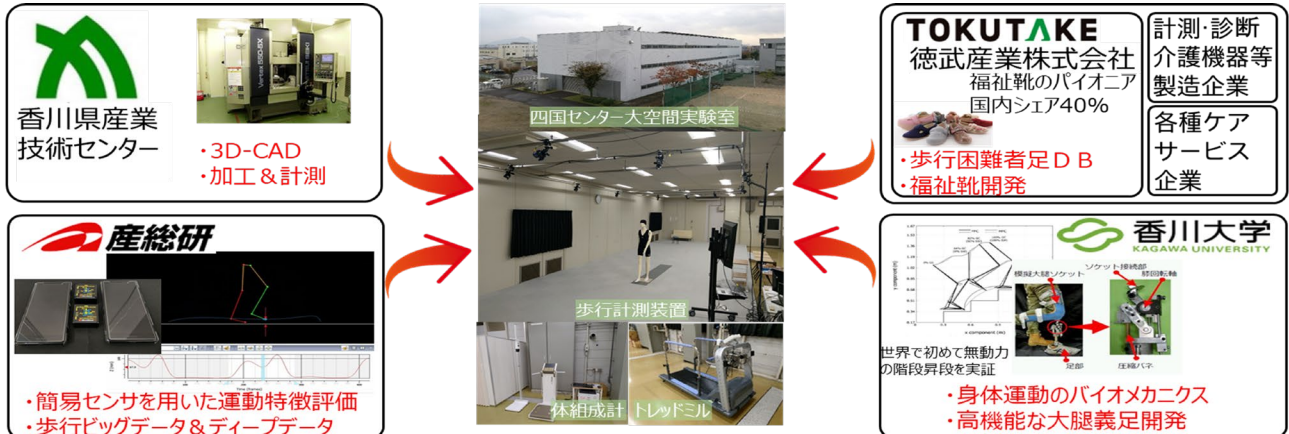 香川県産業
技術センター
・3D-CAD
・加工&計測
産総研
・簡易センサを用いた運動特徴評価
・歩行ビッグデータ&ディープデータ
四国センター大空間実験室
歩行計測装置
体組成計
トレッドミル
TOKUTAKE
徳武産業株式会社
福祉靴のパイオニア
国内シェア40%
・歩行困難者足DB
・福祉靴開発
計測・診断
介護機器等
製造企業
各種ケア
サービス
企業
香川大学
KAGAWA UNIVERSITY
ソケット接続部
模擬大腿ソケット
膝回転軸
足部
圧縮バネ
世界で初めて無動力
の階段昇段を実証
・身体運動のバイオメカニクス
・高機能な大腿義足開発